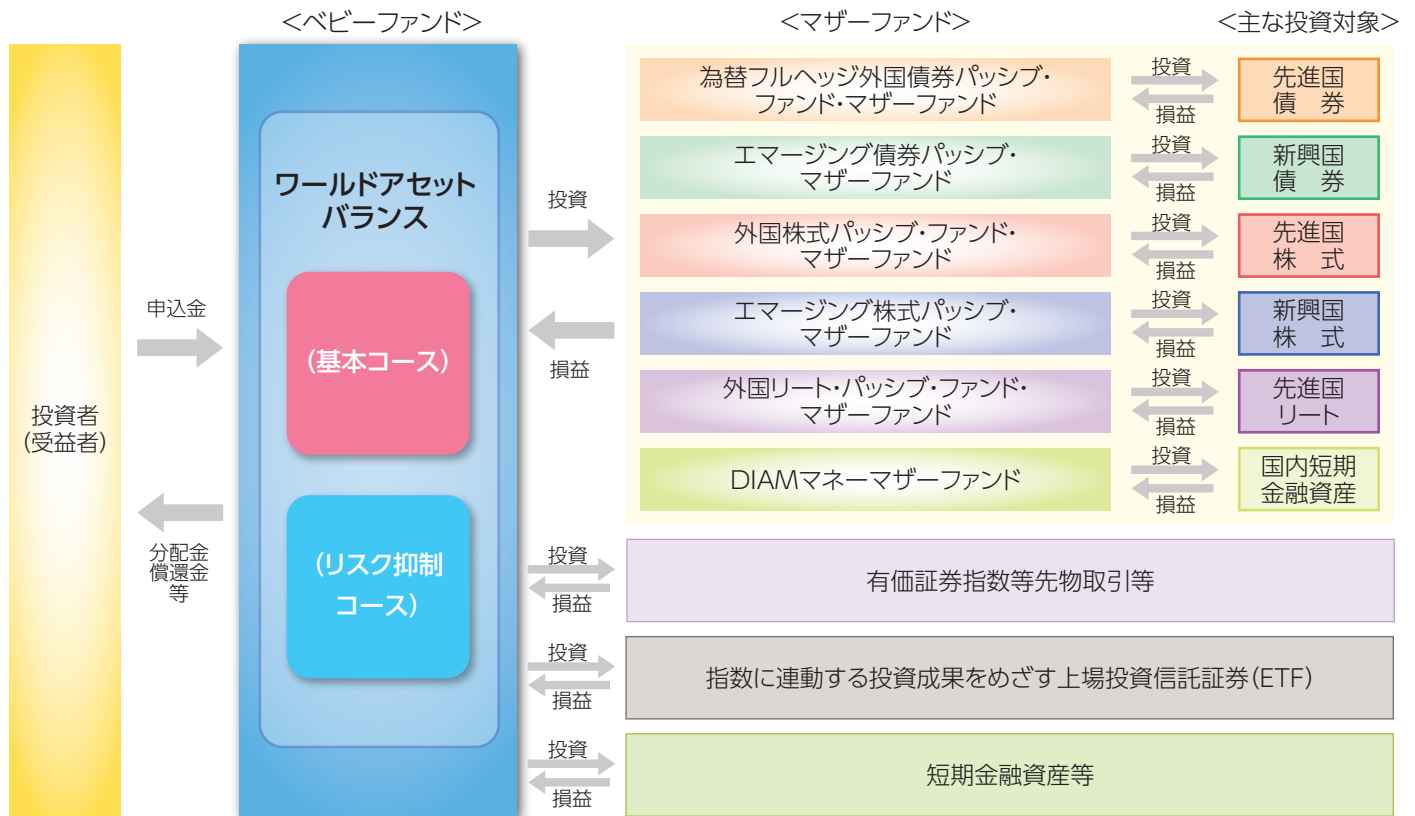 ＜ベビーファンド＞
＜マザーファンド＞
＜主な投資対象＞
投資者
(受益者)
申込金
分配金
償還金
等
ワールドアセット
バランス
(基本コース)
(リスク抑制
コース)
投資
損益
為替フルヘッジ外国債券パッシブ・
ファンド・マザーファンド
投資
損益
先進国
債　券
エマージング債券パッシブ・
マザーファンド
投資
損益
新興国
債　券
外国株式パッシブ・ファンド・
マザーファンド
投資
損益
先進国
株　式
エマージング株式パッシブ・
マザーファンド
投資
損益
新興国
株　式
外国リート・パッシブ・ファンド・
マザーファンド
投資
損益
先進国
リート
DIAMマネーマザーファンド
投資
損益
国内短期
金融資産
投資
損益
有価証券指数等先物取引等
投資
損益
指数に連動する投資成果をめざす上場投資信託証券(ETF)
投資
損益
短期金融資産等